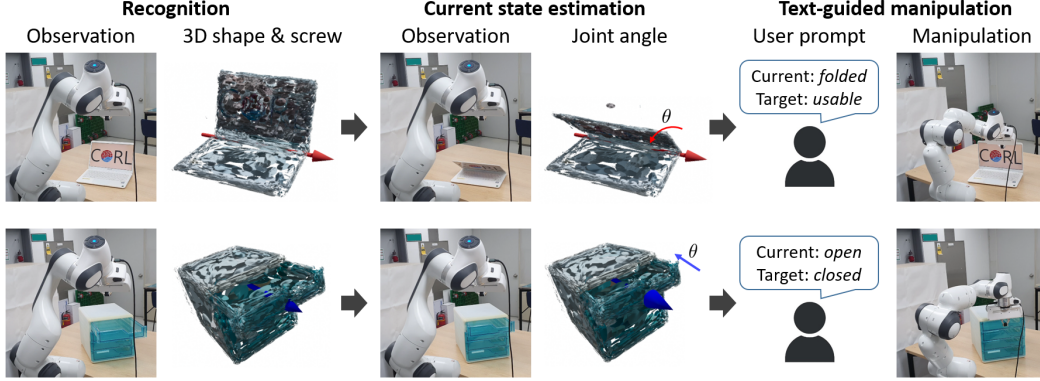 Recognition
Current state estimation
Text-guided manipulation
Observation
3D shape & screw
Observation
Joint angle
User prompt
Manipulation
CORL
θ
Current: folded
Target: usable
CORL
θ
Current: open
Target: closed